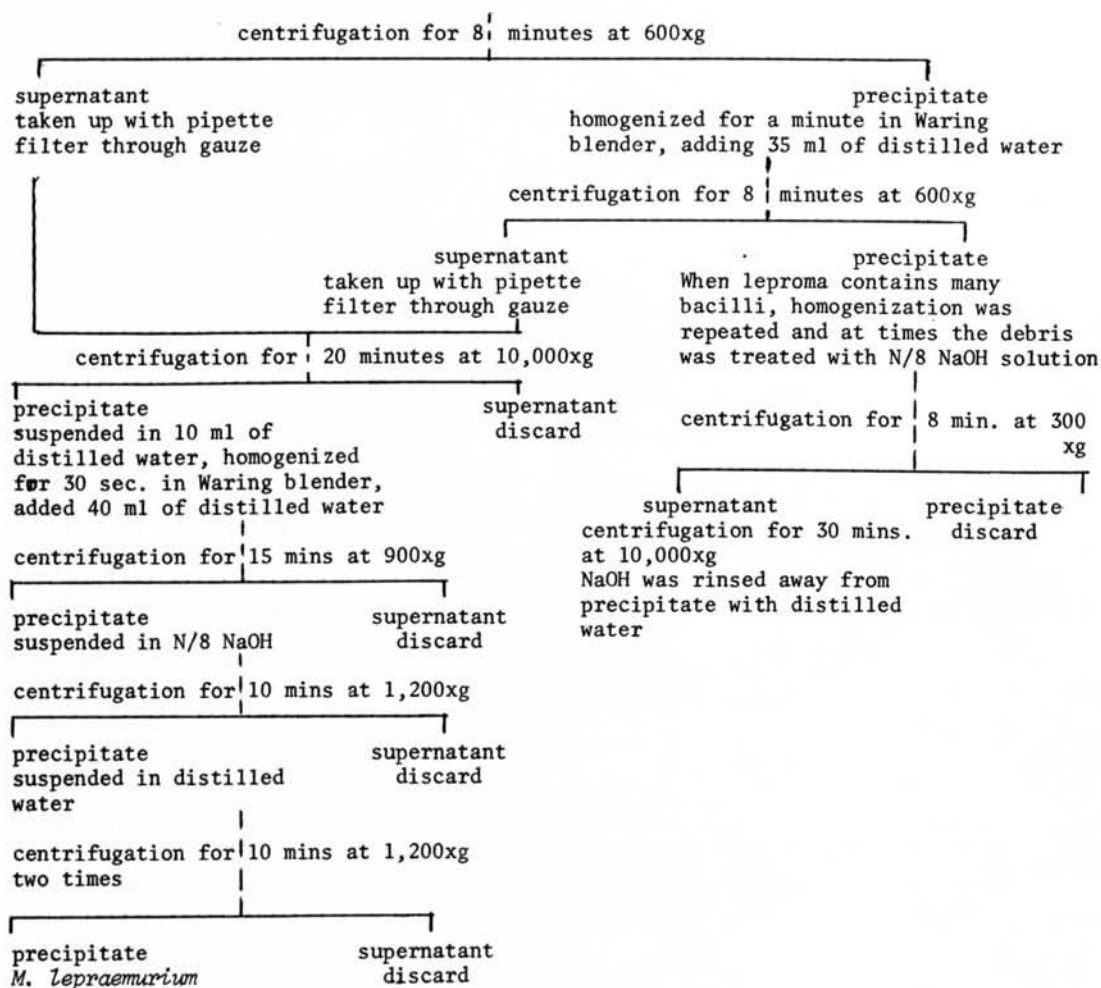 centrifugation for 8 minutes at 600xg
supernatant
taken up with pipette
filter through gauze
precipitate
homogenized for a minute in Waring
blender, adding 35 ml of distilled water
centrifugation for 8 minutes at 600xg
supernatant
taken up with pipette
filter through gauze
precipitate
When leproma contains many
bacilli, homogenization was
repeated and at times the debris
was treated with N/8 NaOH solution
centrifugation for 20 minutes at 10,000xg
precipitate
suspended in 10 ml of
distilled water, homogenized
for 30 sec. in Waring blender,
added 40 ml of distilled water
supernatant
discard
centrifugation for 8 min. at 300
xg
supernatant
centrifugation for 30 mins.
at 10,000xg
NaOH was rinsed away from
precipitate with distilled
water
precipitate
discard
centrifugation for 15 mins at 900xg
precipitate
suspended in N/8 NaOH
supernatant
discard
centrifugation for 10 mins at 1,200xg
precipitate
suspended in distilled
water
supernatant
discard
centrifugation for 10 mins at 1,200xg
two times
precipitate
M. lepraemurium
supernatant
discard